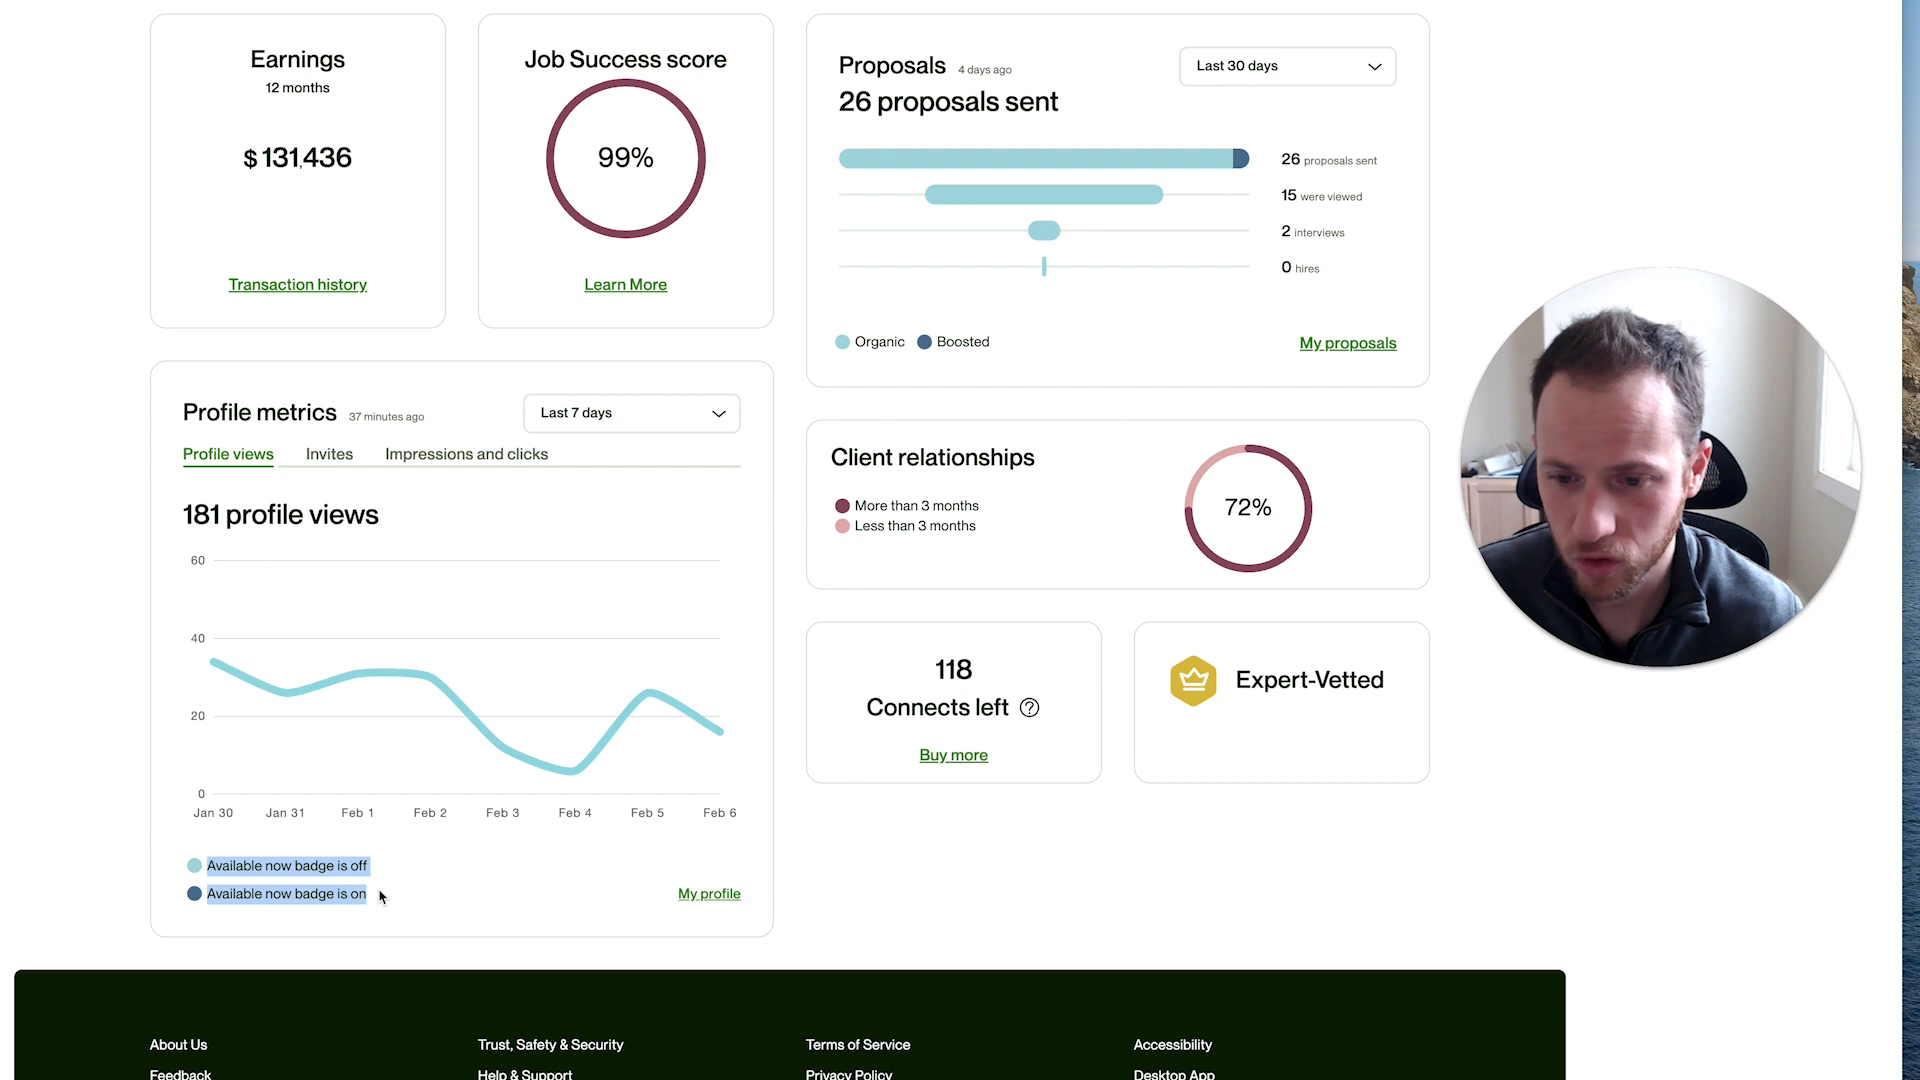 Earnings
12 months
$131,436
Transaction history
Job Success score
99%
Learn More
Proposals 4 days ago
Last 30 days
26 proposals sent
26 proposals sent
15 were viewed
2 interviews
0 hires
Organic
Boosted
My proposals
Profile metrics 37 minutes ago
Last 7 days
Profile views
Invites
Impressions and clicks
181 profile views
60
40
20
0
Jan 30
Jan 31
Feb 1
Feb 2
Feb 3
Feb 4
Feb 5
Feb 6
Available now badge is off
Available now badge is on
My profile
Client relationships
More than 3 months
Less than 3 months
72%
118
Connects left ?
Buy more
Expert-Vetted
About Us
Trust, Safety & Security
Terms of Service
Accessibility
Feedback
Help & Support
Privacy Policy
Desktop App